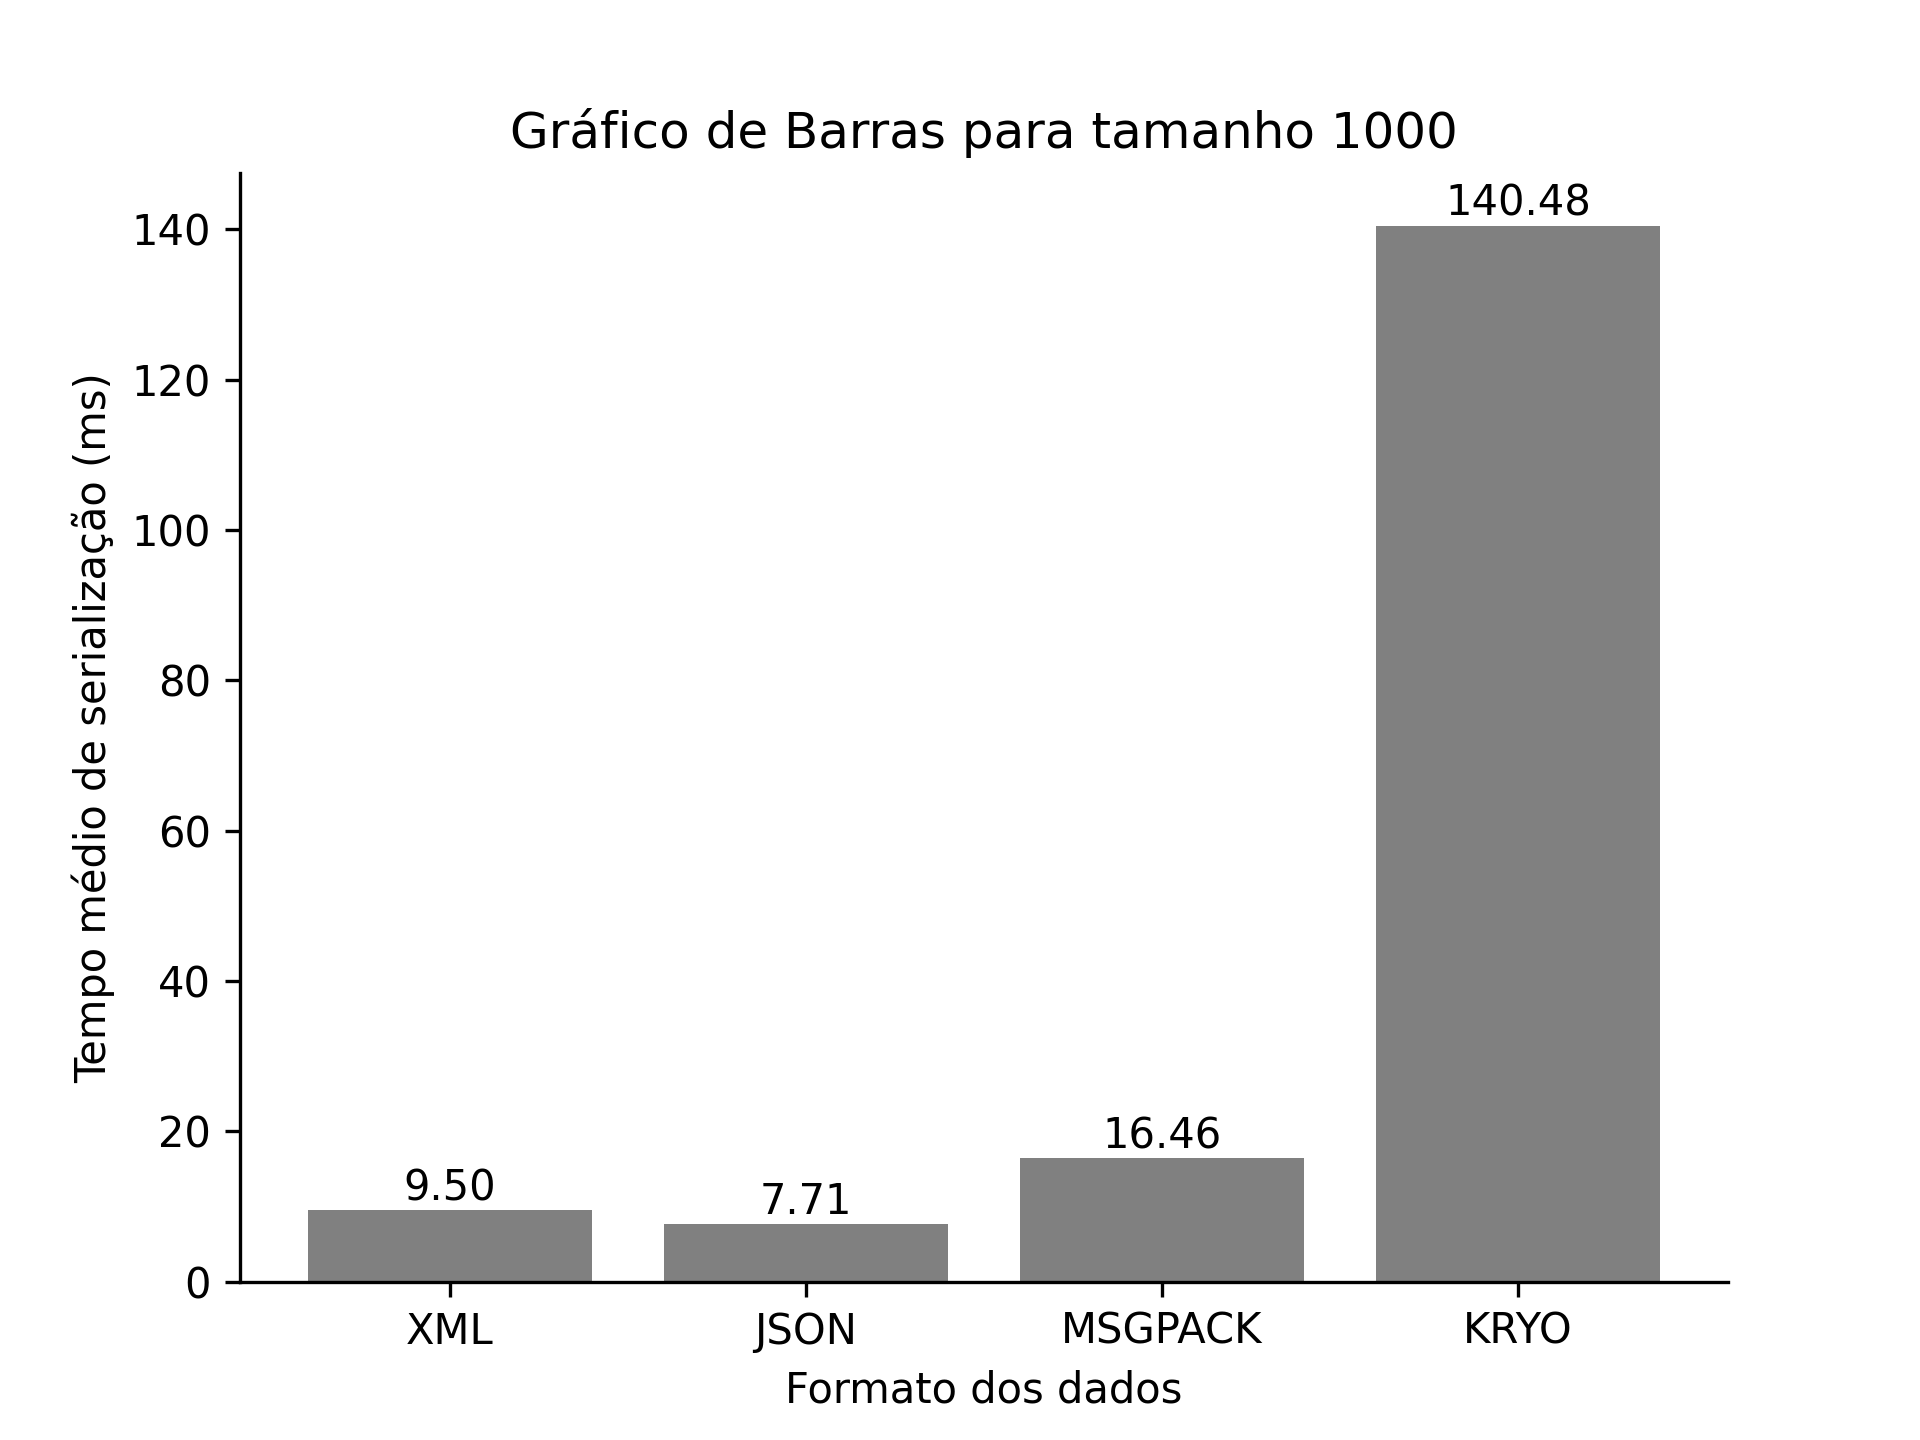 Gráfico de Barras para tamanho 1000
Tempo médio de serialização (ms)
140
120
100
80
60
40
20
0
9.50
7.71
16.46
140.48
XML
JSON
MSGPACK
KRYO
Formato dos dados